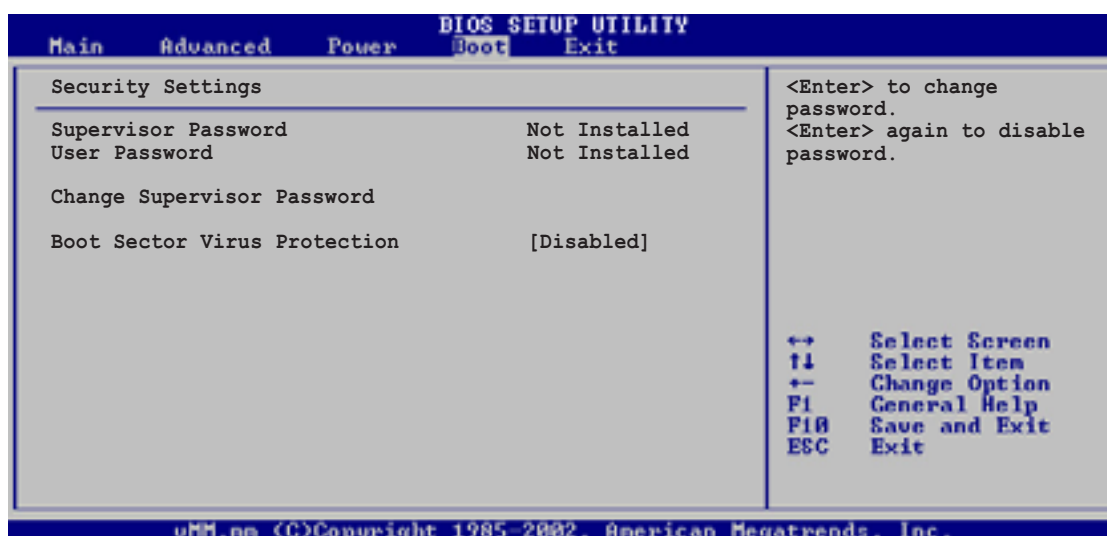 BIOS SETUP UTILITY
Main Advanced Power Boot Exit
Security Settings
Supervisor Password Not Installed
User Password Not Installed
Change Supervisor Password
Boot Sector Virus Protection [Disabled]
<Enter> to change
password.
<Enter> again to disable
password.
←→ Select Screen
↑↓ Select Item
+- Change Option
F1 General Help
F10 Save and Exit
ESC Exit
(C)Copyright 1985-2002, American Megatrends, Inc.